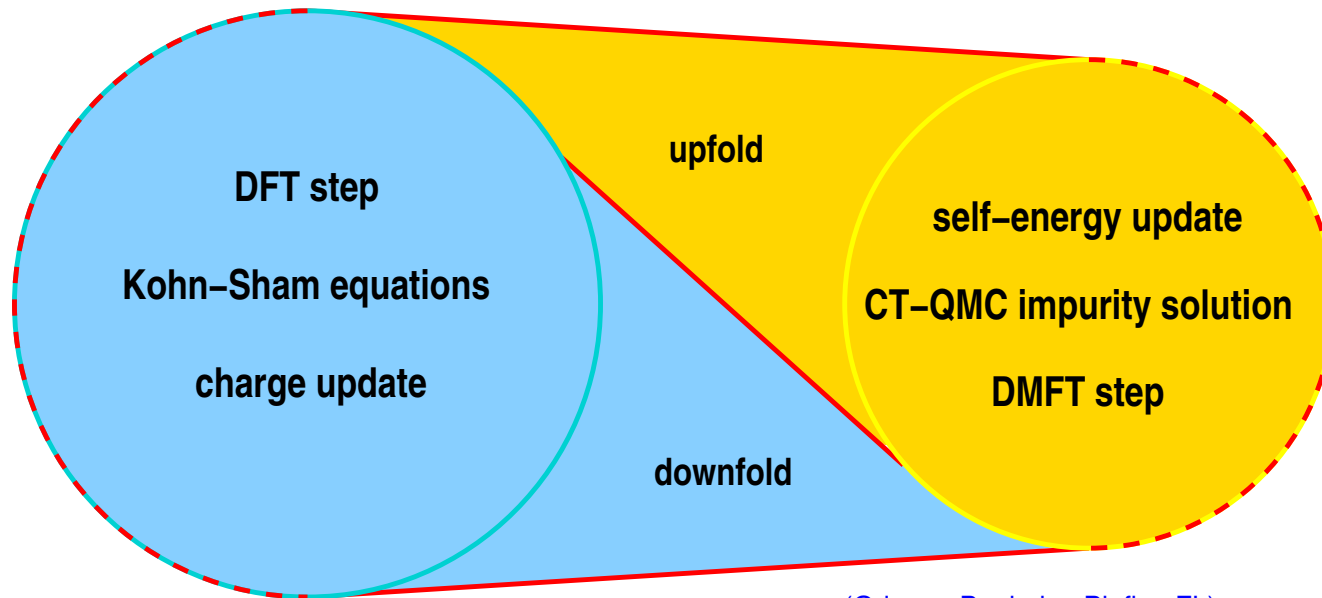 DFT step
Kohn−Sham equations
charge update
upfold
downfold
self−energy update
CT−QMC impurity solution
DMFT step